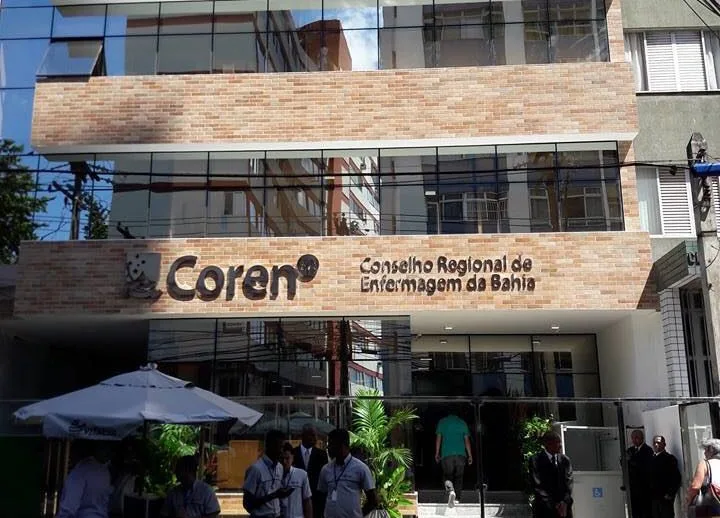 Coren
Conselho Regional de
Enfermagem da Bahia